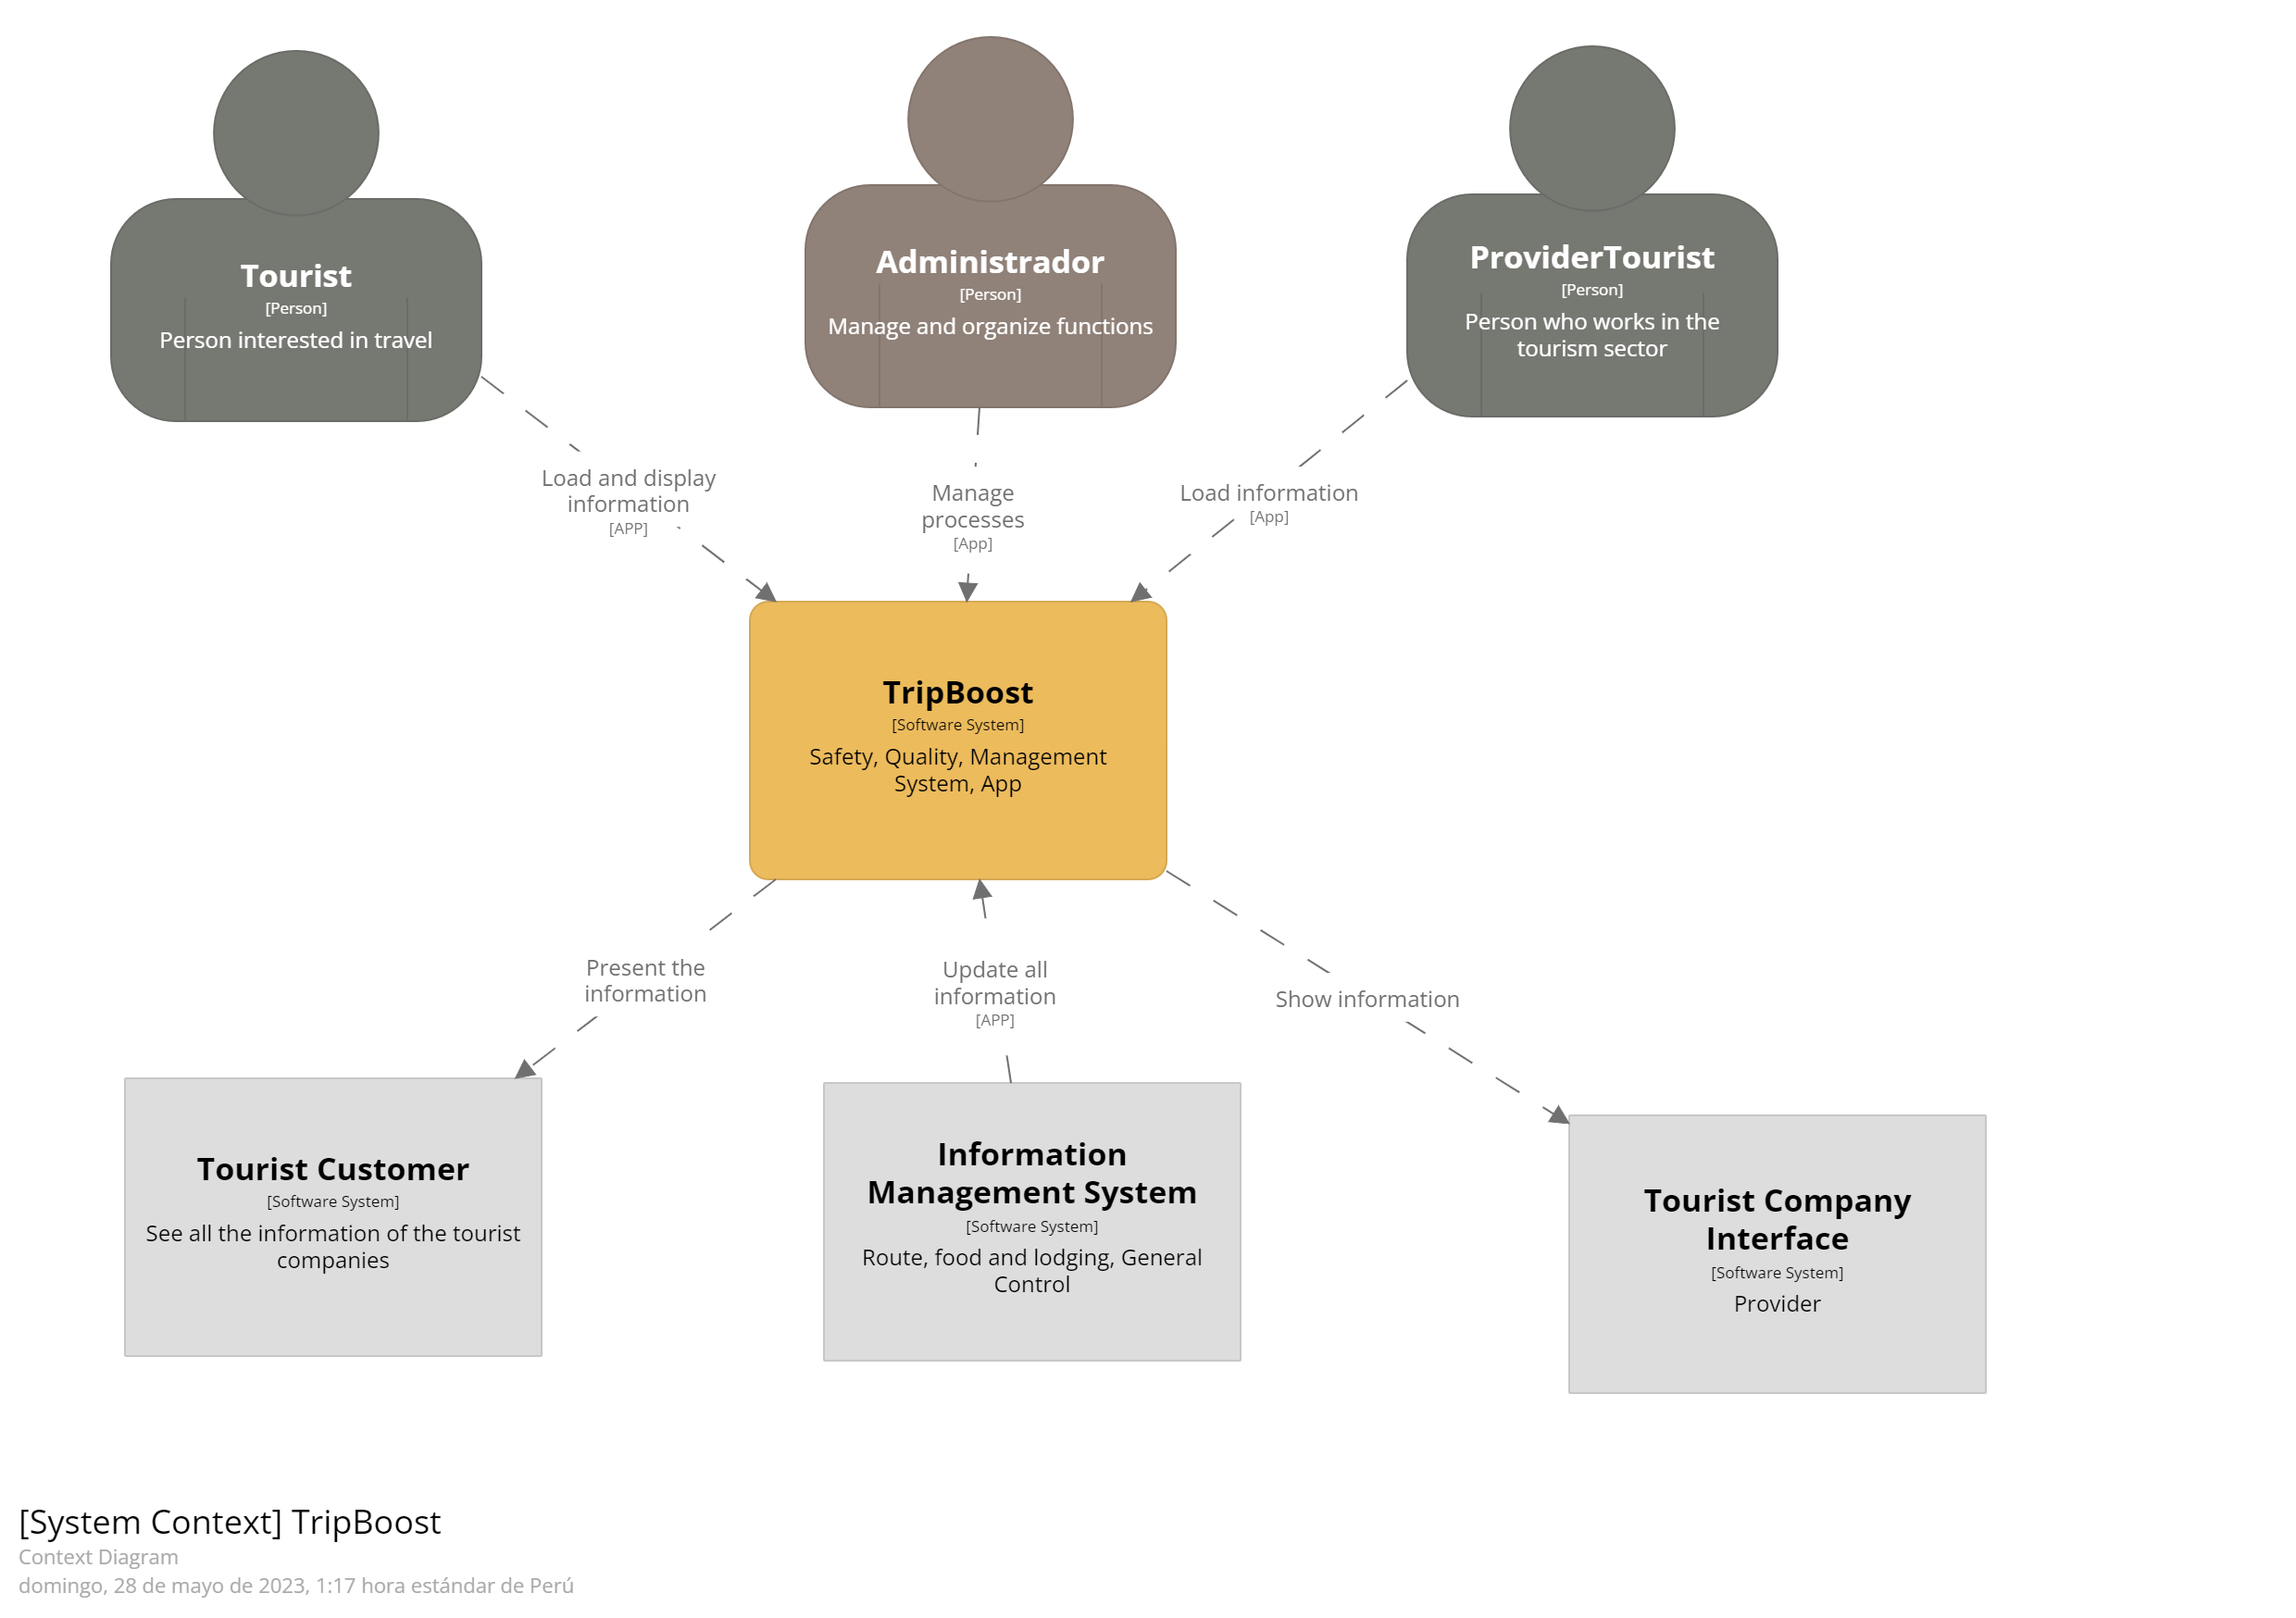 Tourist
[Person]
Person interested in travel
Administrador
[Person]
Manage and organize functions
ProviderTourist
[Person]
Person who works in the
tourism sector
Load and display
information
[APP]
Manage
processes
[App]
Load information
[App]
TripBoost
[Software System]
Safety, Quality, Management
System, App
Present the
information
Update all
information
[APP]
Show information
Tourist Customer
[Software System]
See all the information of the tourist
companies
Information
Management System
[Software System]
Route, food and lodging, General
Control
Tourist Company
Interface
[Software System]
Provider
[System Context] TripBoost
Context Diagram
domingo, 28 de mayo de 2023, 1:17 hora estándar de Perú